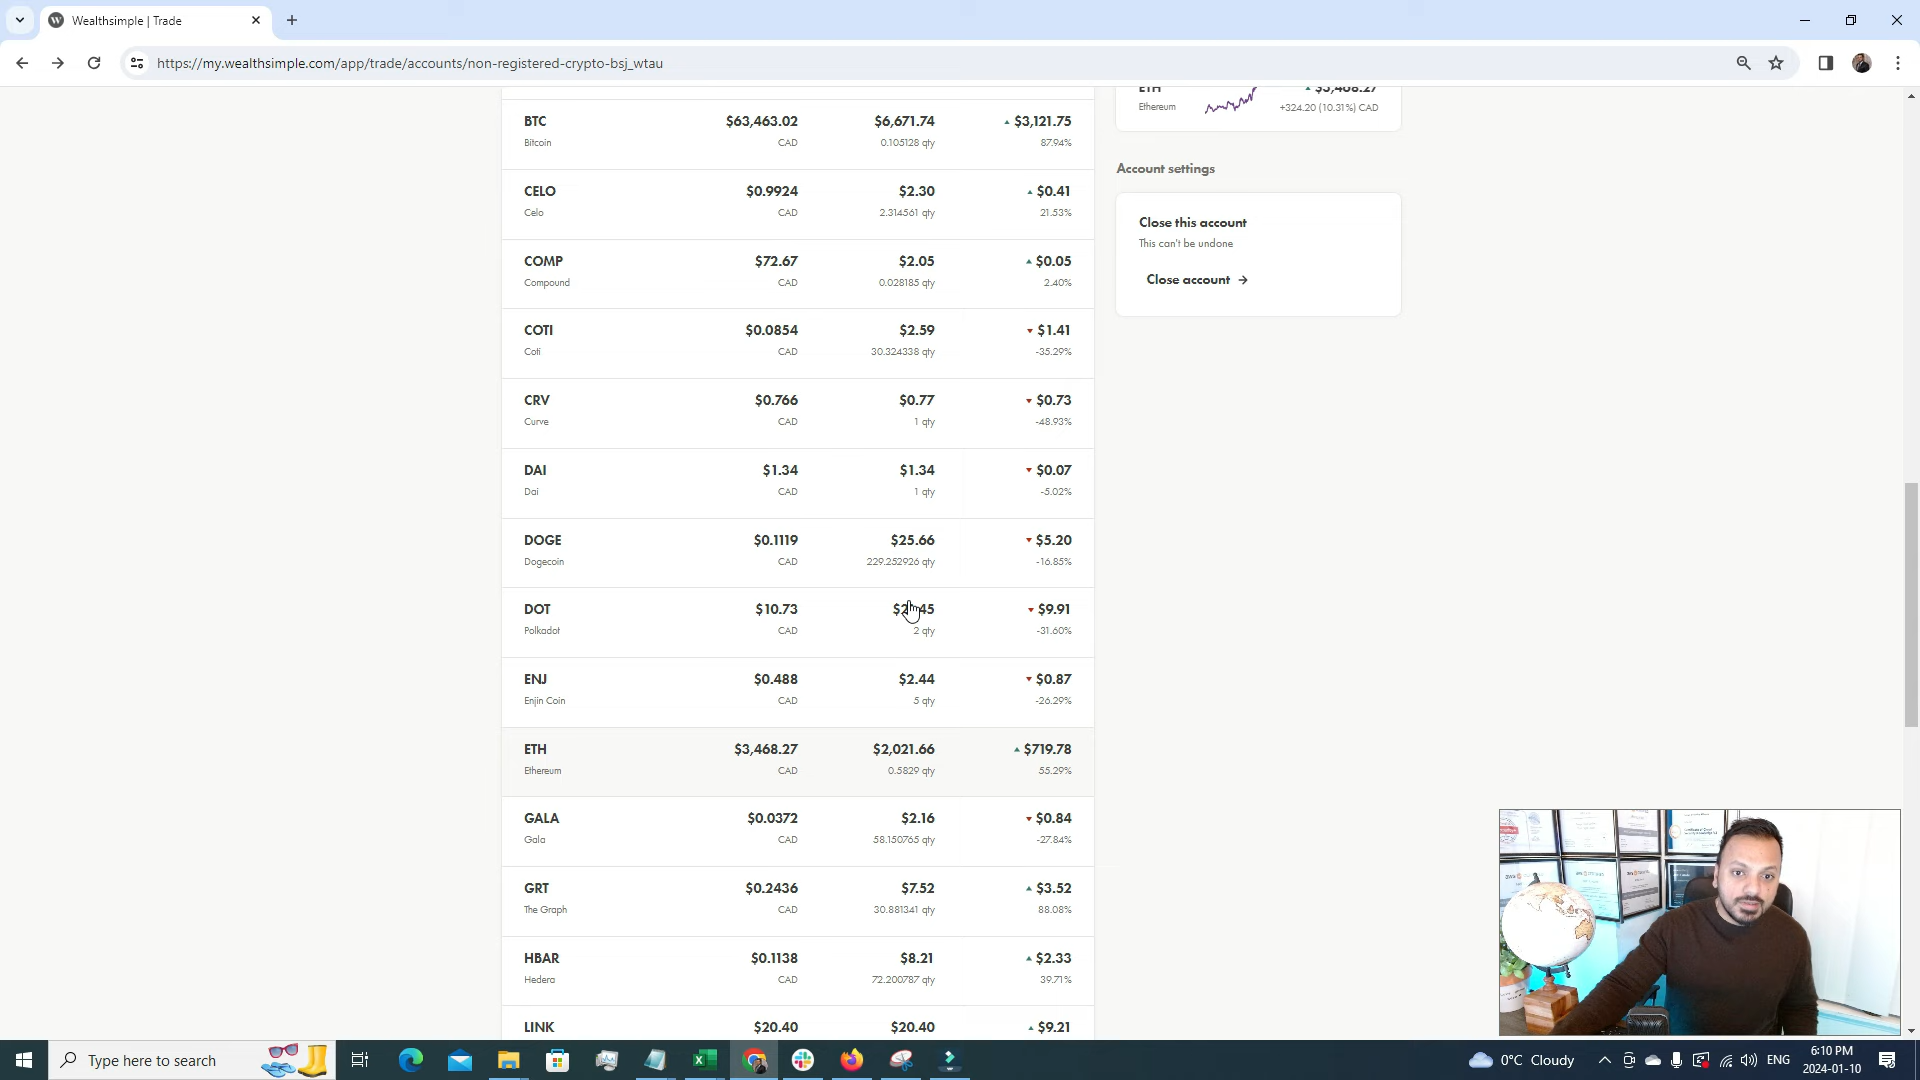 Wealthsimple | Trade
https://my.wealthsimple.com/app/trade/accounts/non-registered-crypto-bsj_wtau
BTC $63,463.02 $6,671.74 $3,121.75
Bitcoin CAD 0.105128 qty 87.94%
CELO $0.9924 $2.30 $0.41
Celo CAD 2.314561 qty 21.53%
COMP $72.67 $2.05 $0.05
Compound CAD 0.028185 qty 2.40%
COTI $0.0854 $2.59 $1.41
Coti CAD 30.324338 qty -35.29%
CRV $0.766 $0.77 $0.73
Curve CAD 1 qty -48.93%
DAI $1.34 $1.34 $0.07
Dai CAD 1 qty -5.02%
DOGE $0.1119 $25.66 $5.20
Dogecoin CAD 229.252926 qty -16.85%
DOT $10.73 $9.91
Polkadot CAD 2 qty -31.60%
ENJ $0.488 $2.44 $0.87
Enjin Coin CAD 5 qty -26.29%
ETH $3,468.27 $2,021.66 $719.78
Ethereum CAD 0.5829 qty 55.29%
GALA $0.0372 $2.16 $0.84
Gala CAD 58.150765 qty -27.84%
GRT $0.2436 $7.52 $3.52
The Graph CAD 30.881341 qty 88.08%
HBAR $0.1138 $8.21 $2.33
Hedera CAD 72.200787 qty 39.71%
LINK $20.40 $20.40 $9.21
ETH $3,468.27
Ethereum +324.20 (10.31%) CAD
Account settings
Close this account
This can't be undone
Close account →
Type here to search
0°C Cloudy
ENG
6:10 PM
2024-01-10